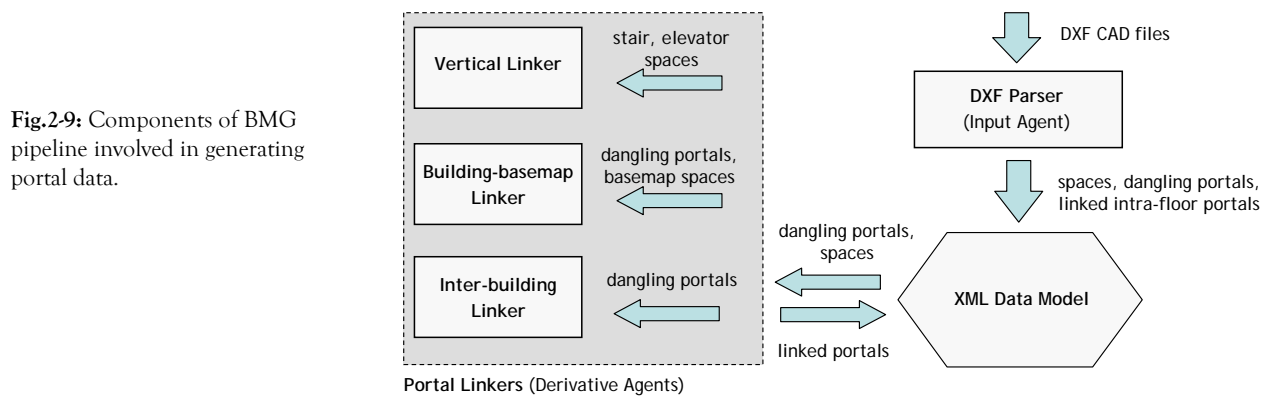 Fig.2-9: Components of BMG
pipeline involved in generating
portal data.
Vertical Linker
stair, elevator
spaces
Building-basemap
Linker
dangling portals,
basemap spaces
Inter-building
Linker
dangling portals
Portal Linkers (Derivative Agents)
DXF CAD files
DXF Parser
(Input Agent)
spaces, dangling portals,
linked intra-floor portals
dangling portals,
spaces
linked portals
XML Data Model